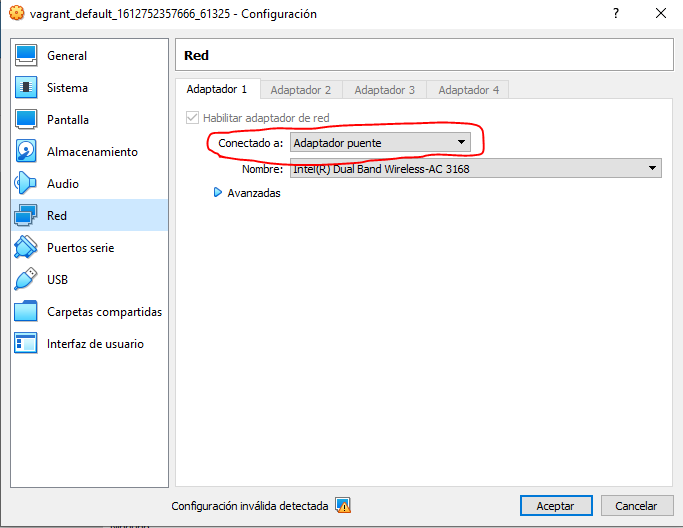 vagrant_default_1612752357666_61325 - Configuración
General
Sistema
Pantalla
Almacenamiento
Audio
Red
Puertos serie
USB
Carpetas compartidas
Interfaz de usuario
Red
Adaptador 1 Adaptador 2 Adaptador 3 Adaptador 4
Habilitar adaptador de red
Conectado a: Adaptador puente
Nombre: Intel(R) Dual Band Wireless-AC 3168
Avanzadas
Configuración inválida detectada
Aceptar Cancelar